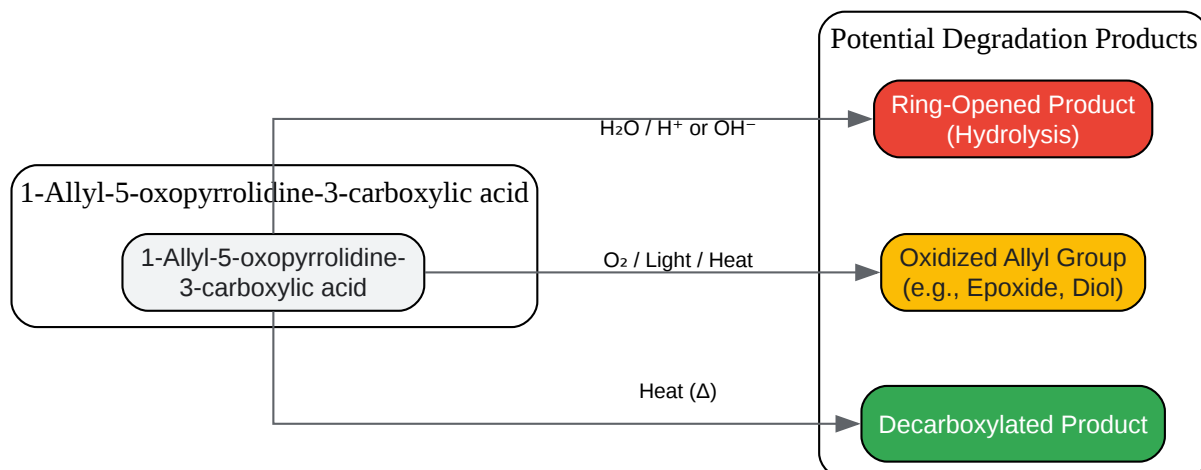 Potential Degradation Products
Ring-Opened Product
(Hydrolysis)
H₂O / H⁺ or OH⁻
1-Allyl-5-oxopyrrolidine-3-carboxylic acid
1-Allyl-5-oxopyrrolidine-
3-carboxylic acid
O₂ / Light / Heat
Oxidized Allyl Group
(e.g., Epoxide, Diol)
Heat (Δ)
Decarboxylated Product